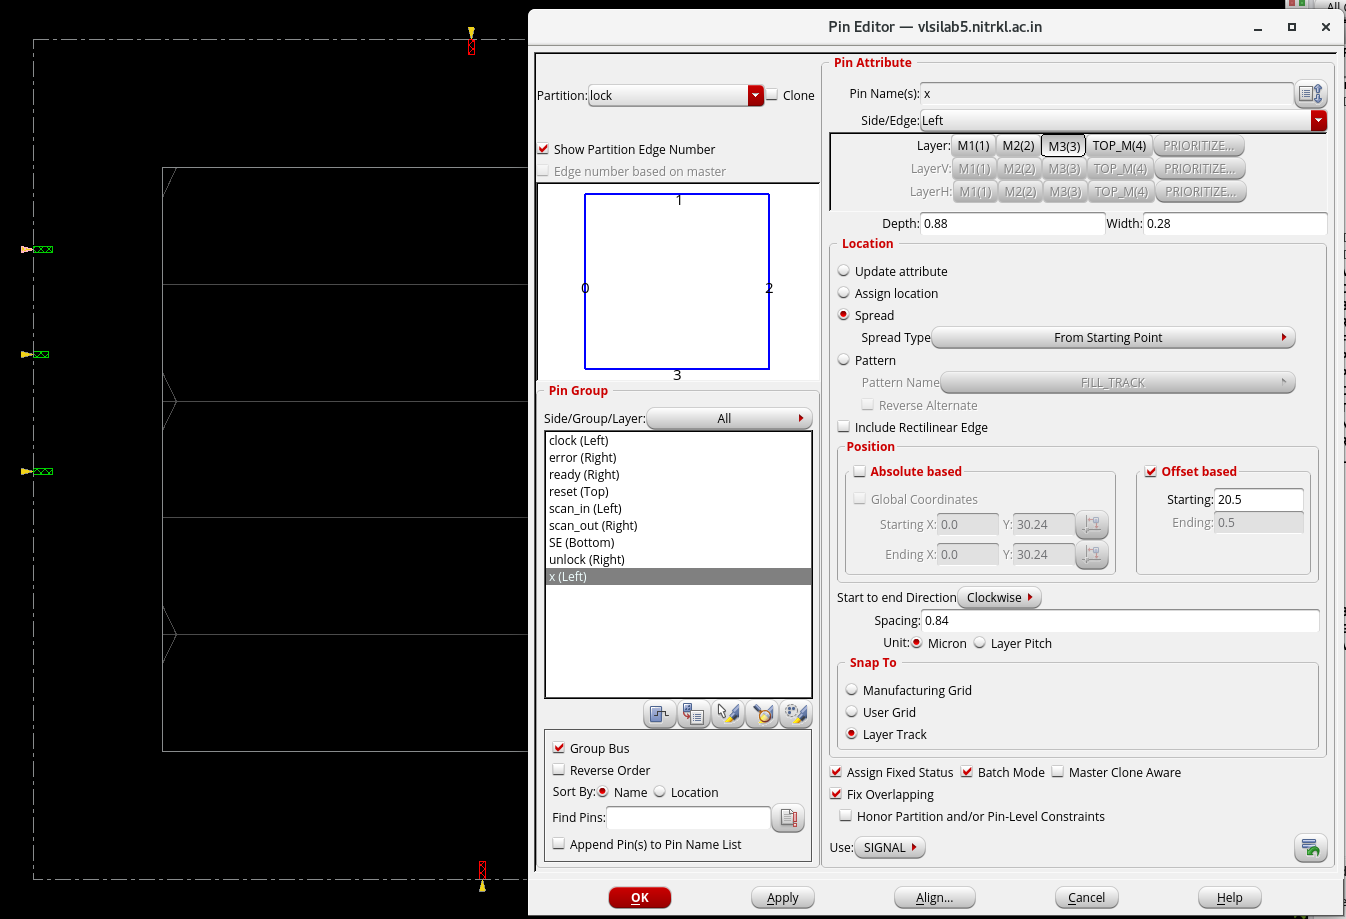 Pin Editor — vlsilab5.nitrkl.ac.in
Partition: lock Clone
Show Partition Edge Number
Edge number based on master
1
0 2
3
Pin Group
Side/Group/Layer: All
clock (Left)
error (Right)
ready (Right)
reset (Top)
scan_in (Left)
scan_out (Right)
SE (Bottom)
unlock (Right)
x (Left)
Group Bus
Reverse Order
Sort By: Name Location
Find Pins:
Append Pin(s) to Pin Name List
Pin Attribute
Pin Name(s): x
Side/Edge: Left
Layer: M1(1) M2(2) M3(3) TOP_M(4) PRIORITIZE...
LayerV: M1(1) M2(2) M3(3) TOP_M(4) PRIORITIZE...
LayerH: M1(1) M2(2) M3(3) TOP_M(4) PRIORITIZE...
Depth: 0.88 Width: 0.28
Location
Update attribute
Assign location
Spread
Spread Type From Starting Point
Pattern
Pattern Name FILL_TRACK
Reverse Alternate
Include Rectilinear Edge
Position
Absolute based Offset based
Global Coordinates Starting: 20.5
Starting X: 0.0 Y: 30.24 Ending: 0.5
Ending X: 0.0 Y: 30.24
Start to end Direction Clockwise
Spacing: 0.84
Unit: Micron Layer Pitch
Snap To
Manufacturing Grid
User Grid
Layer Track
Assign Fixed Status Batch Mode Master Clone Aware
Fix Overlapping
Honor Partition and/or Pin-Level Constraints
Use: SIGNAL
OK Apply Align... Cancel Help